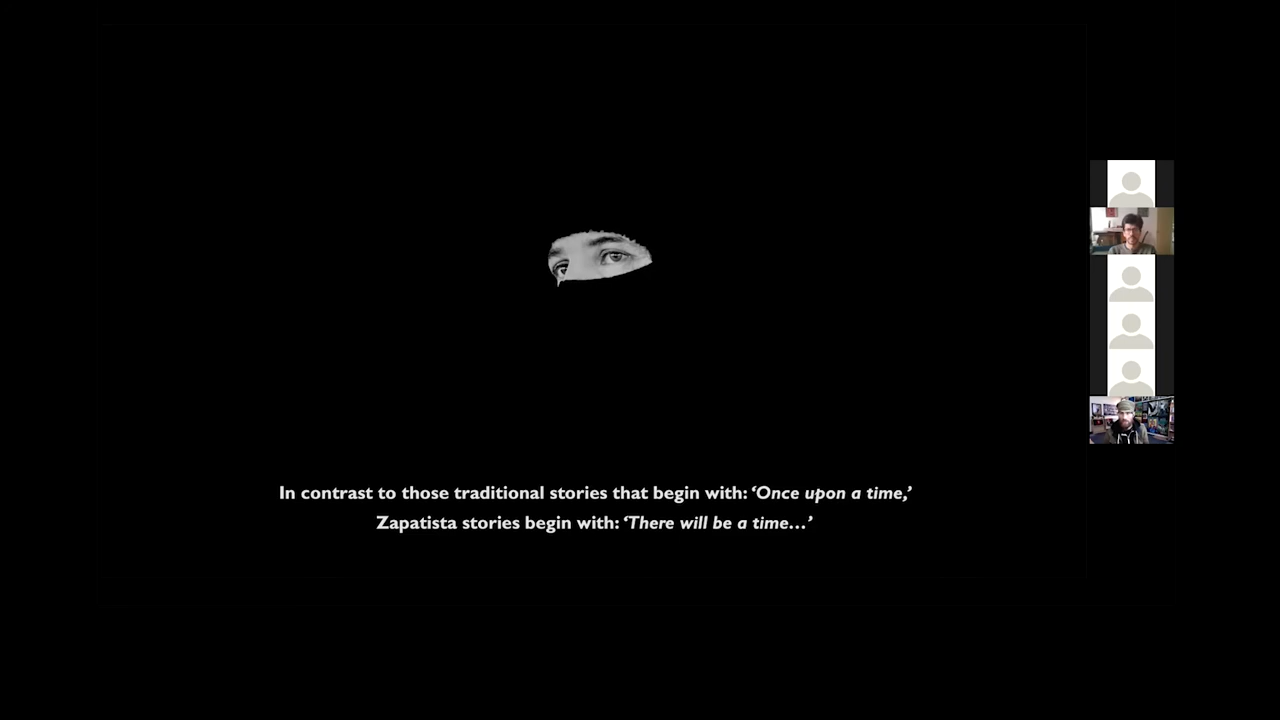 In contrast to those traditional stories that begin with: ‘Once upon a time,’
Zapatista stories begin with: ‘There will be a time...’